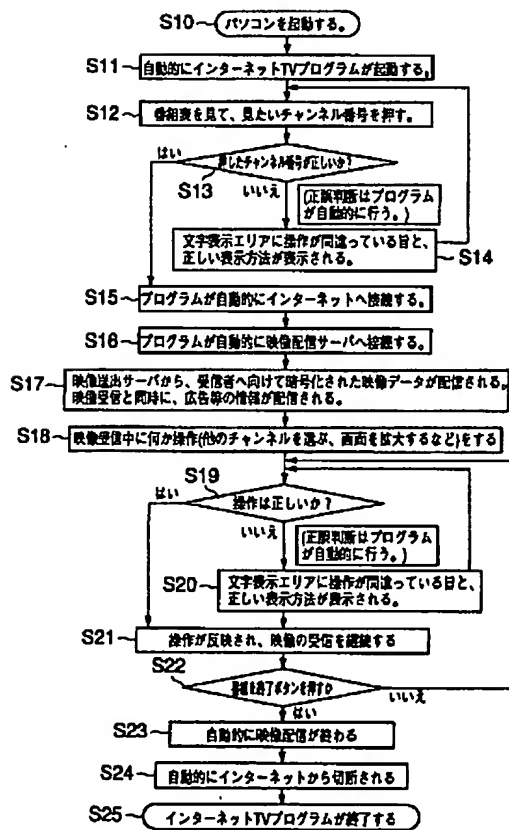 S10
パソコンを起動する。
S11
自動的にインターネットTVプログラムが起動する。
S12
番組表を見て、見たいチャンネル番号を押す。
はい
押したチャンネル番号が正しいか?
S13
いいえ
(正誤判断はプログラム
が自動的に行う。)
文字表示エリアに操作が間違っている旨と、
正しい表示方法が表示される。
S14
S15
プログラムが自動的にインターネットへ接続する。
S16
プログラムが自動的に映像配信サーバへ接続する。
S17
映像送出サーバから、受信者へ向けて暗号化された映像データが配信される。
映像受信と同時に、広告等の情報が配信される。
S18
映像受信中に何か操作(他のチャンネルを選ぶ、画面を拡大するなど)をする
S19
はい
操作は正しいか?
いいえ
(正誤判断はプログラム
が自動的に行う。)
S20
文字表示エリアに操作が間違っている旨と、
正しい表示方法が表示される。
S21
操作が反映され、映像の受信を継続する
S22
番組を終了ボタンを押すか
いいえ
はい
S23
自動的に映像配信が終わる
S24
自動的にインターネットから切断される
S25
インターネットTVプログラムが終了する